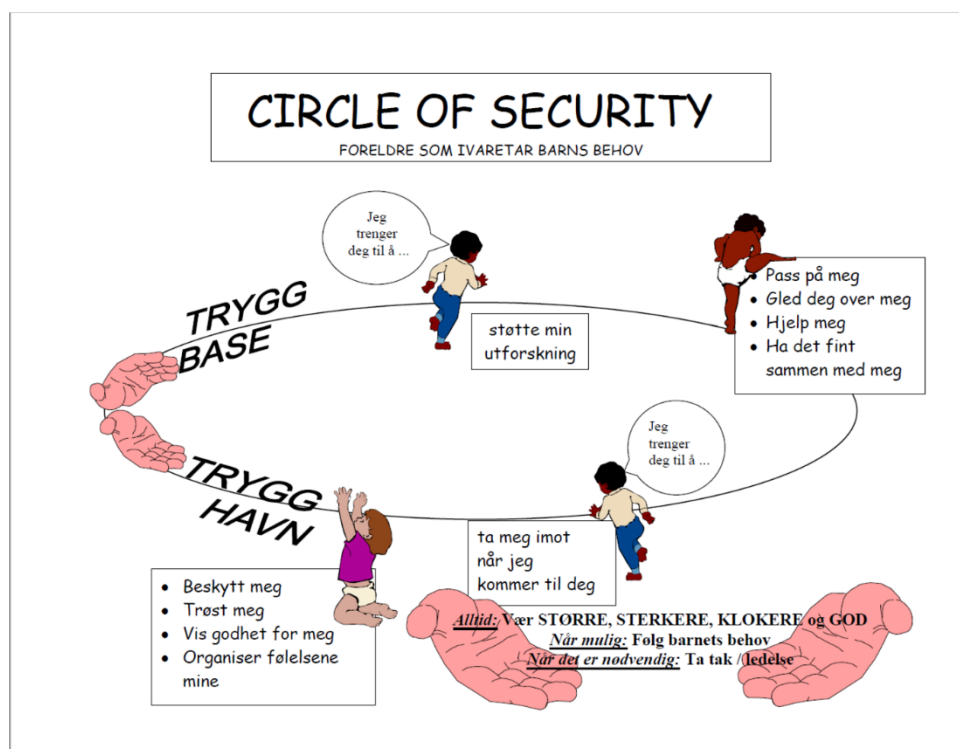 CIRCLE OF SECURITY
FORELDRE SOM IVARETAR BARNS BEHOV
Jeg
trenger
deg til å ...
TRYGG
BASE
støtte min
utforskning
• Pass på meg
• Gled deg over meg
• Hjelp meg
• Ha det fint
sammen med meg
Jeg
trenger
deg til å ...
TRYGG
HAVN
ta meg imot
når jeg
kommer til deg
• Beskytt meg
• Trøst meg
• Vis godhet for meg
• Organiser følelsene
mine
Alltid: Vær STØRRE, STERKERE, KLOKERE og GOD
Når mulig: Følg barnets behov
Når det er nødvendig: Ta tak / ledelse